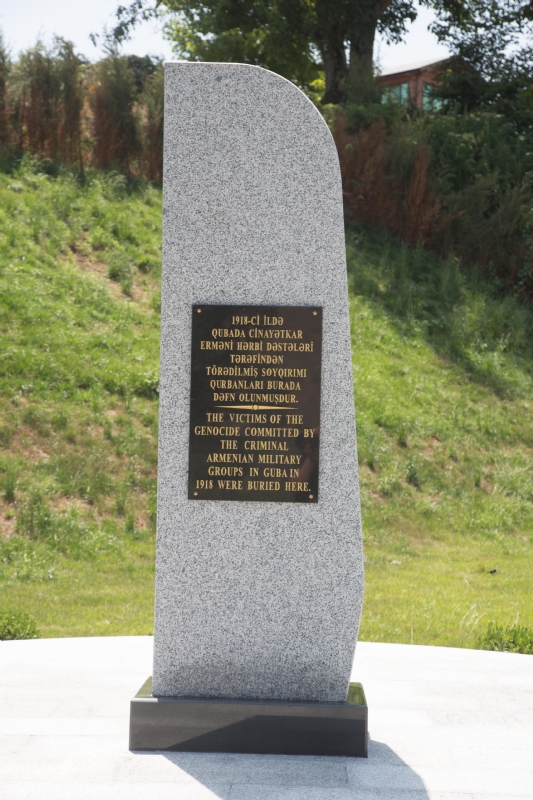 1918-Cİ İLDƏ
QUBADA CİNAYƏTKAR
ERMƏNİ HƏRBİ DƏSTƏLƏRİ
TƏRƏFİNDƏN
TÖRƏDİLMİŞ SOYQIRIMI
QURBANLARI BURADA
DƏFN OLUNMUŞDUR.
THE VICTIMS OF THE
GENOCIDE COMMITTED BY
THE CRIMINAL
ARMENIAN MILITARY
GROUPS IN GUBA IN
1918 WERE BURIED HERE.